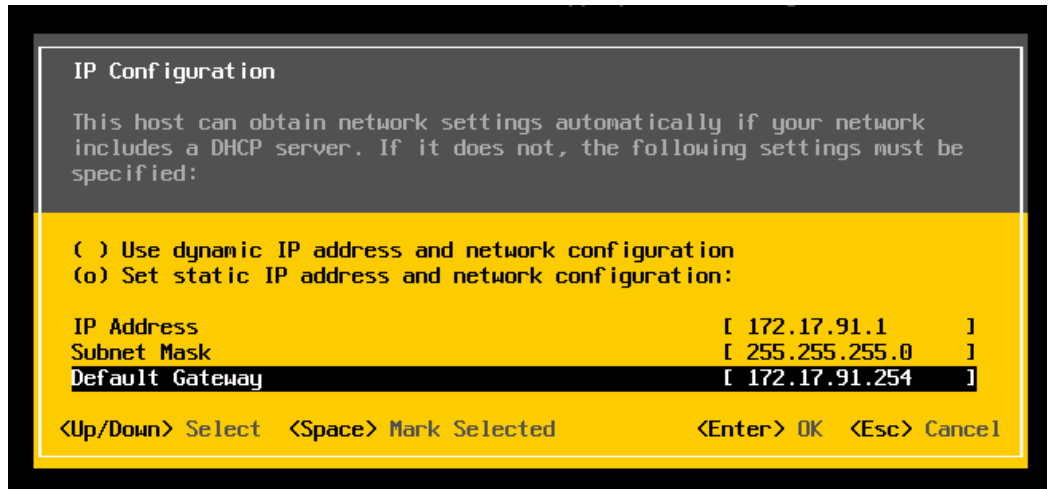 IP Configuration
This host can obtain network settings automatically if your network
includes a DHCP server. If it does not, the following settings must be
specified:
( ) Use dynamic IP address and network configuration
(o) Set static IP address and network configuration:
IP Address [ 172.17.91.1 ]
Subnet Mask [ 255.255.255.0 ]
Default Gateway [ 172.17.91.254 ]
<Up/Down> Select <Space> Mark Selected <Enter> OK <Esc> Cancel